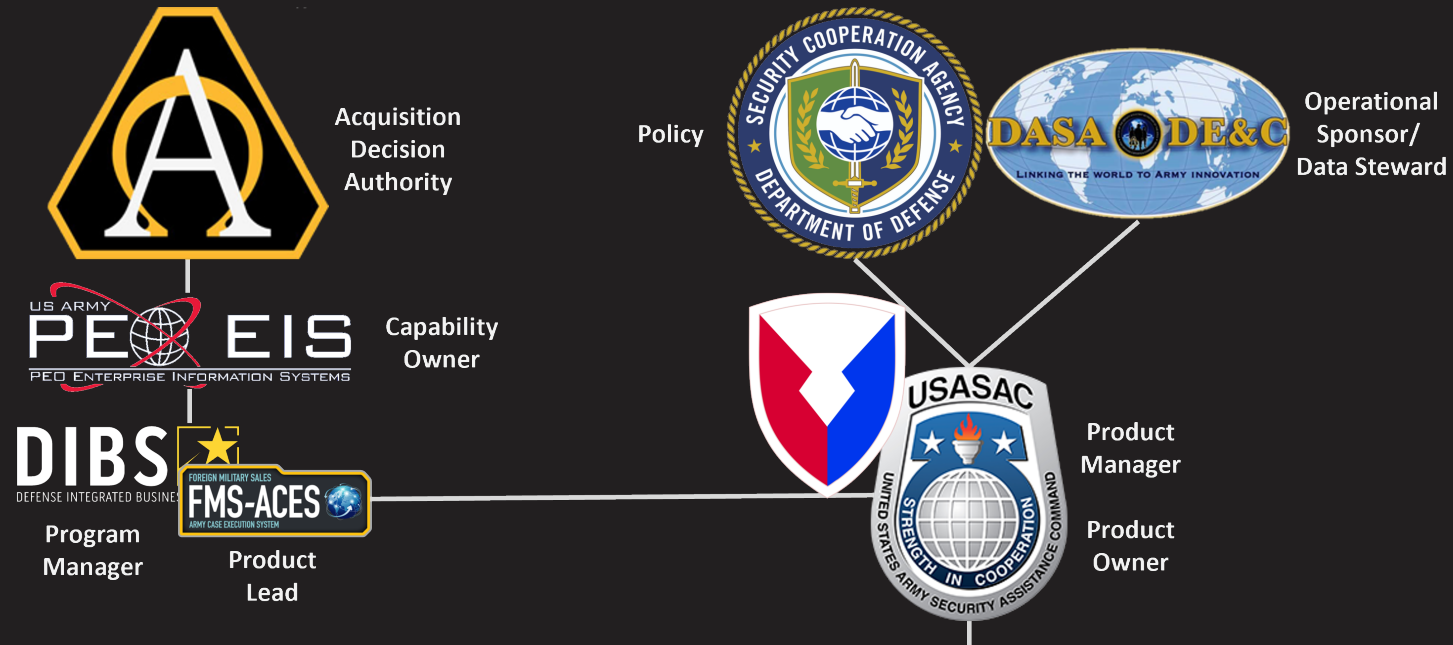 Acquisition
Decision
Authority
US ARMY
PEO EIS
PEO ENTERPRISE INFORMATION SYSTEMS
Capability
Owner
DIBS
DEFENSE INTEGRATED
Program
Manager
FOREIGN MILITARY SALES
FMS-ACES
ARMY CASE EXECUTION SYSTEM
Product
Lead
Policy
SECURITY COOPERATION AGENCY
DEPARTMENT OF DEFENSE
DASA DE&C
LINKING THE WORLD TO ARMY INNOVATION
Operational
Sponsor/
Data Steward
USASAC
UNITED STATES ARMY SECURITY ASSISTANCE COMMAND
STRENGTH IN COOPERATION
Product
Manager
Product
Owner